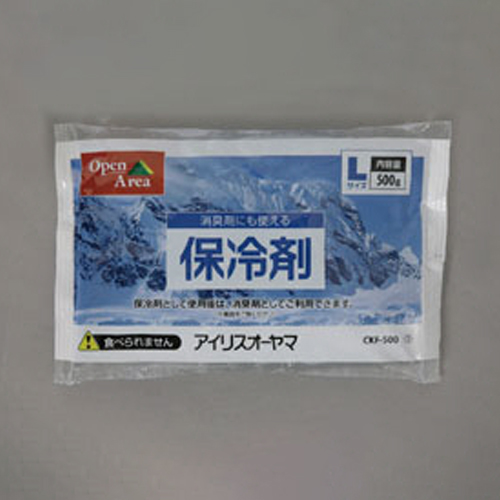 Open
Area
L
サイズ
内容量
500g
消臭剤にも使える
保冷剤
保冷剤として使用後は、消臭剤としてご利用できます。
食べられません
アイリスオーヤマ
CKF-500